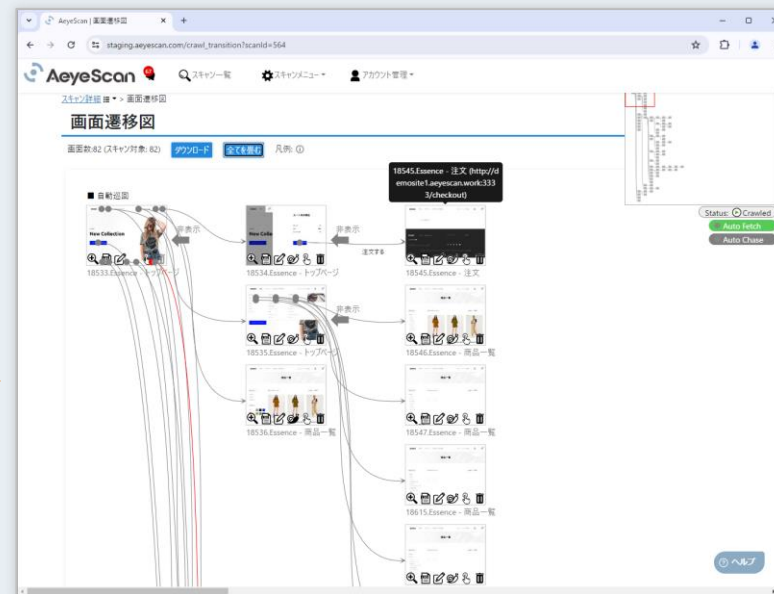 AeyeScan | 画面遷移図
staging.aeyescan.com/crawl_transition?scanId=564
AeyeScan
スキャン一覧
スキャンメニュー
アカウント管理
スキャン詳細 > 画面遷移図
画面遷移図
画面数:82 (スキャン対象: 82)
ダウンロード
全てを畳む
凡例:
18545.Essence - 注文 (http://d
emosite1.aeyescan.work:333
3/checkout)
Status: Crawled
Auto Fetch
Auto Chase
■ 自動巡回
New Collection
非表示
非表示
注文する
18533.Essence - トップページ
18534.Essence - トップページ
18545.Essence - 注文
非表示
18535.Essence - トップページ
18546.Essence - 商品一覧
18536.Essence - 商品一覧
18547.Essence - 商品一覧
18615.Essence - 商品一覧
ヘルプ